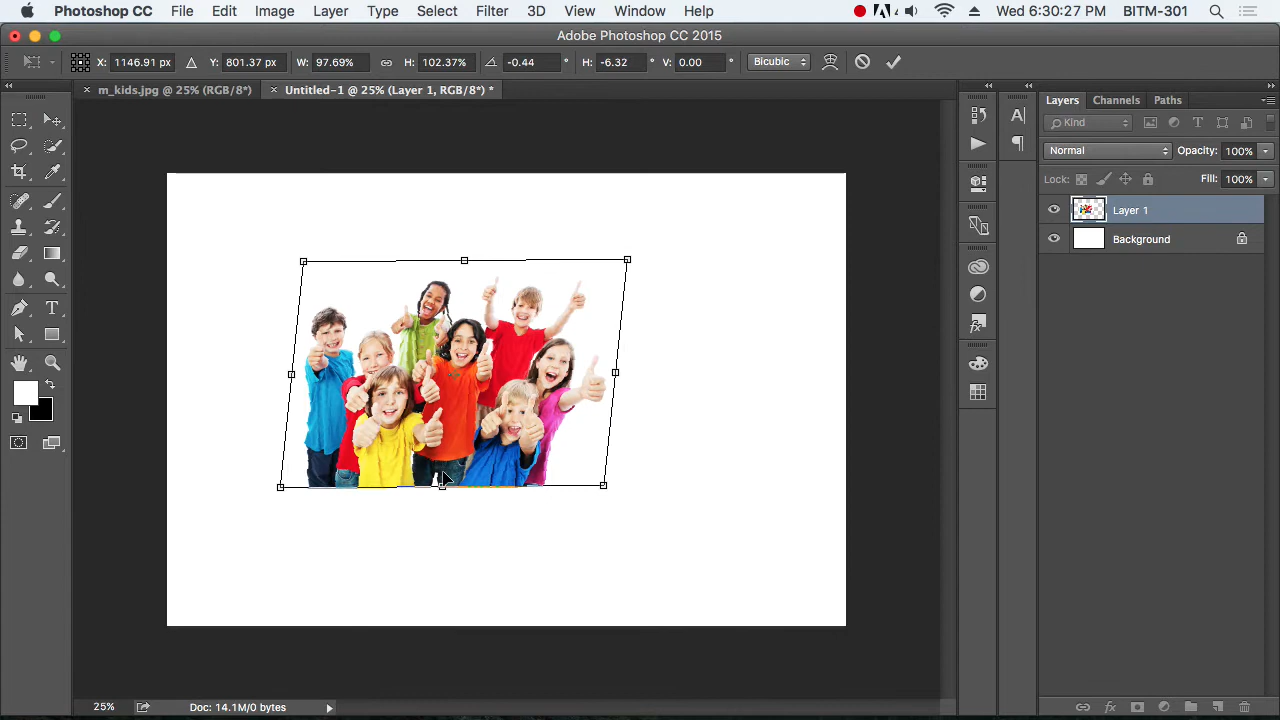 Photoshop CC File Edit Image Layer Type Select Filter 3D View Window Help Wed 6:30:27 PM BITM-301
Adobe Photoshop CC 2015
X: 1146.91 px Y: 801.37 px W: 97.69% H: 102.37% -0.44 ° H: -6.32 ° V: 0.00 ° Bicubic
× m_kids.jpg @ 25% (RGB/8*) × Untitled-1 @ 25% (Layer 1, RGB/8*) *
Layers Channels Paths
Kind
Normal Opacity: 100%
Lock: Fill: 100%
Layer 1
Background
25% Doc: 14.1M/0 bytes